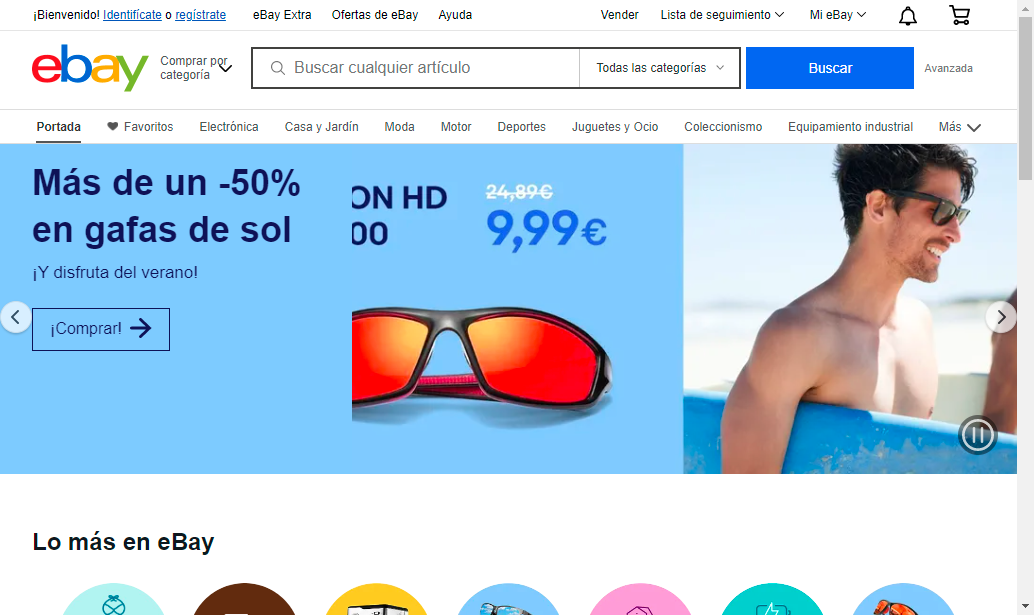 ¡Bienvenido! Identifícate o regístrate eBay Extra Ofertas de eBay Ayuda Vender Lista de seguimiento Mi eBay
ebay Comprar por categoría Buscar cualquier artículo Todas las categorías Buscar Avanzada
Portada Favoritos Electrónica Casa y Jardín Moda Motor Deportes Juguetes y Ocio Coleccionismo Equipamiento industrial Más
Más de un -50%
en gafas de sol
¡Y disfruta del verano!
¡Comprar!
ON HD
00
24,89€
9,99€
Lo más en eBay